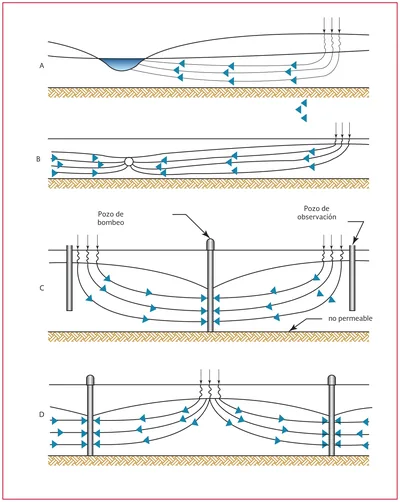 A
B
Pozo de
bombeo
Pozo de
observación
C
no permeable
D